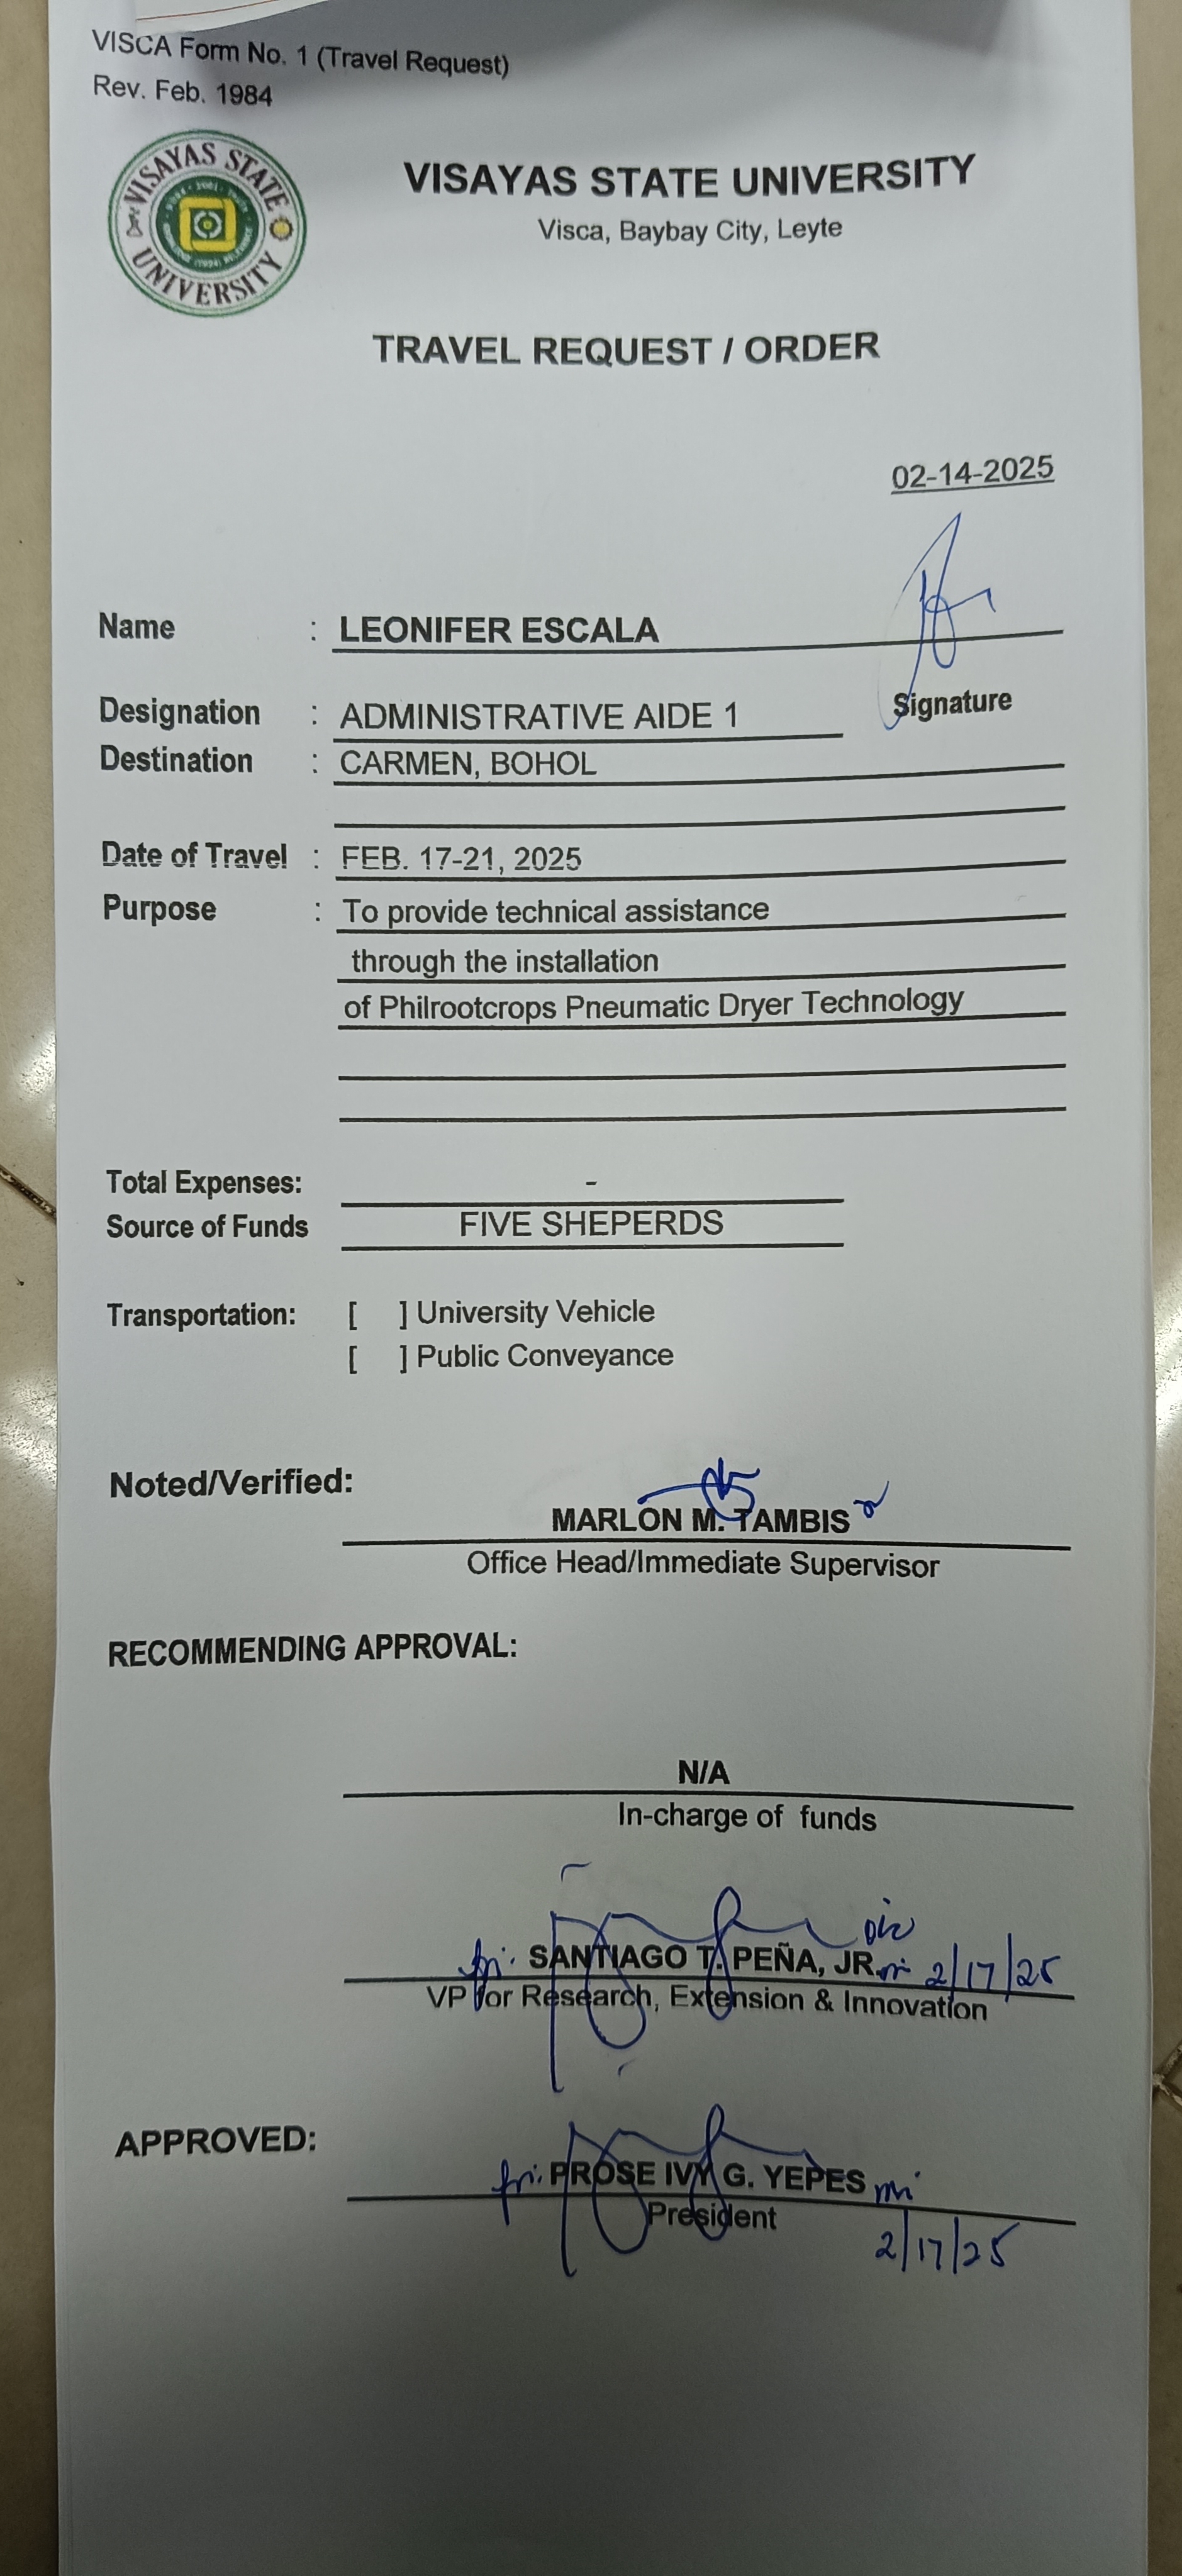 VISCA Form No. 1 (Travel Request)
Rev. Feb. 1984
VISAYAS STATE UNIVERSITY
VISAYAS STATE UNIVERSITY
Visca, Baybay City, Leyte
TRAVEL REQUEST / ORDER
02-14-2025
Name : LEONIFER ESCALA
Signature
Designation : ADMINISTRATIVE AIDE 1
Destination : CARMEN, BOHOL
Date of Travel : FEB. 17-21, 2025
Purpose : To provide technical assistance
through the installation
of Philrootcrops Pneumatic Dryer Technology
Total Expenses: -
Source of Funds FIVE SHEPERDS
Transportation: [ ] University Vehicle
[ ] Public Conveyance
Noted/Verified:
MARLON M. TAMBIS
Office Head/Immediate Supervisor
RECOMMENDING APPROVAL:
N/A
In-charge of funds
SANTIAGO T. PEÑA, JR. 2/17/25
VP for Research, Extension & Innovation
APPROVED:
PROSE IVY G. YEPES
President
2/17/25